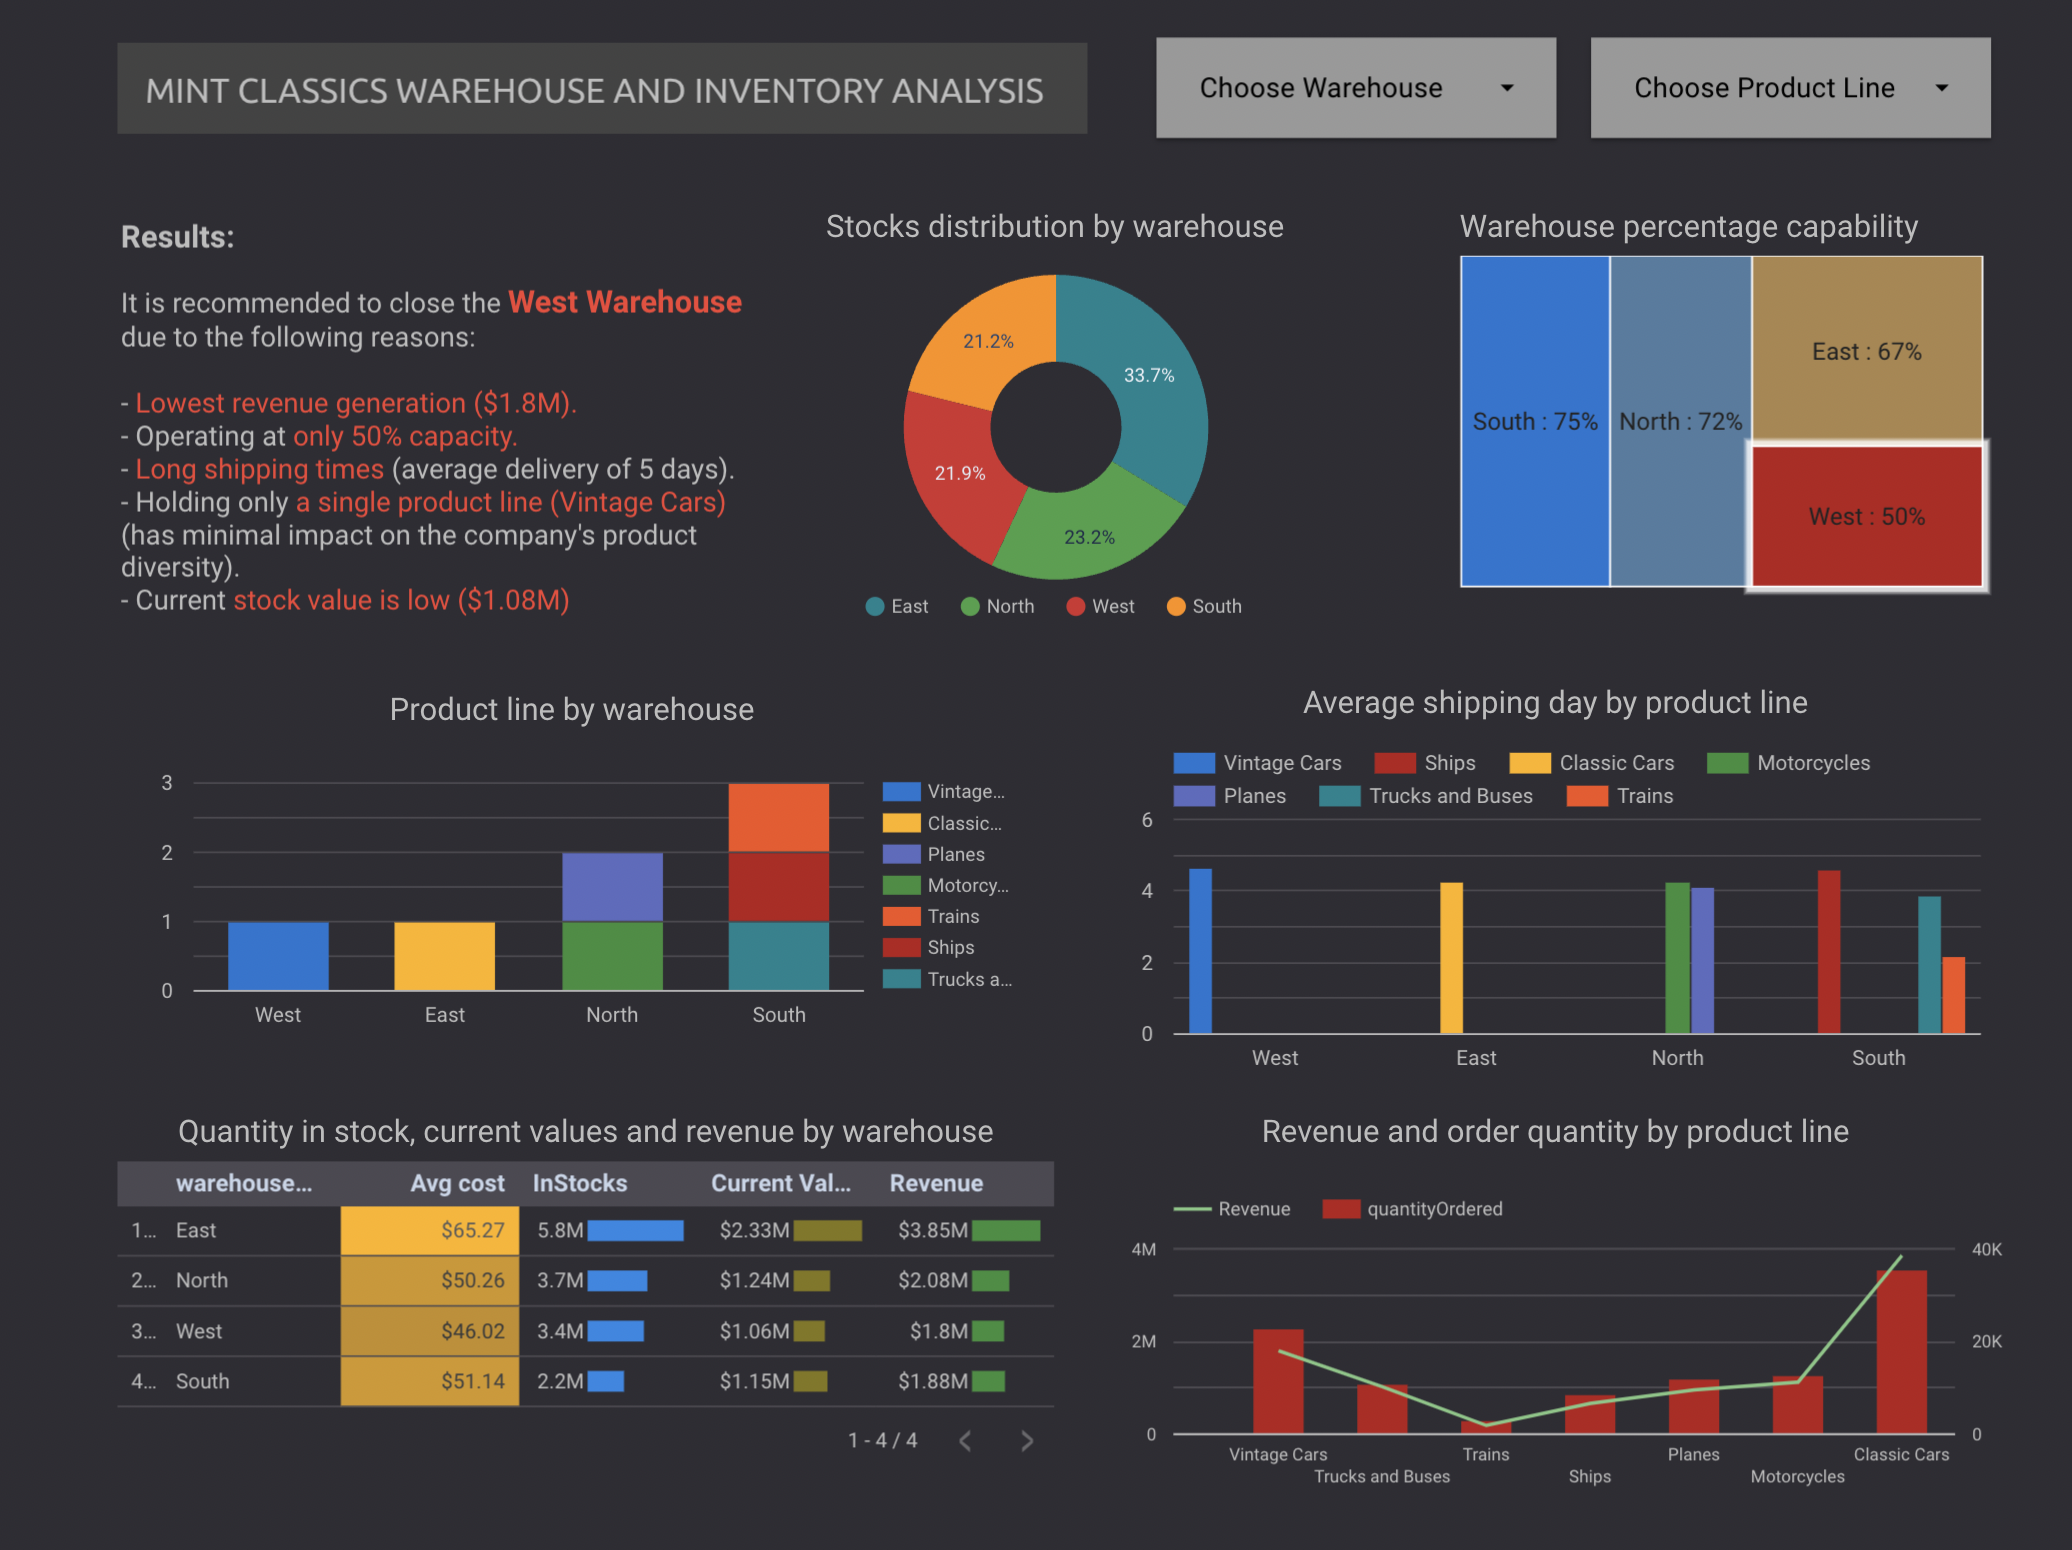 MINT CLASSICS WAREHOUSE AND INVENTORY ANALYSIS
Choose Warehouse
Choose Product Line
Results:
It is recommended to close the West Warehouse
due to the following reasons:
- Lowest revenue generation ($1.8M).
- Operating at only 50% capacity.
- Long shipping times (average delivery of 5 days).
- Holding only a single product line (Vintage Cars)
(has minimal impact on the company's product
diversity).
- Current stock value is low ($1.08M)
Stocks distribution by warehouse
21.2%
33.7%
21.9%
23.2%
East North West South
Warehouse percentage capability
South : 75%
North : 72%
East : 67%
West : 50%
Product line by warehouse
3
2
1
0
West East North South
Vintage...
Classic...
Planes
Motorcy...
Trains
Ships
Trucks a...
Average shipping day by product line
Vintage Cars Ships Classic Cars Motorcycles
Planes Trucks and Buses Trains
6
4
2
0
West East North South
Quantity in stock, current values and revenue by warehouse
warehouse... Avg cost InStocks Current Val... Revenue
1... East $65.27 5.8M $2.33M $3.85M
2... North $50.26 3.7M $1.24M $2.08M
3... West $46.02 3.4M $1.06M $1.8M
4... South $51.14 2.2M $1.15M $1.88M
1 - 4 / 4
Revenue and order quantity by product line
Revenue quantityOrdered
4M 40K
2M 20K
0 0
Vintage Cars Trains Planes Classic Cars
Trucks and Buses Ships Motorcycles